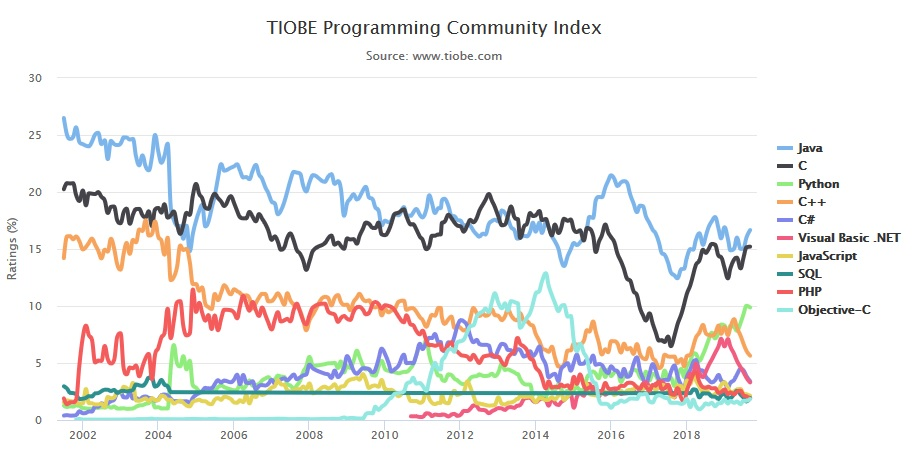 TIOBE Programming Community Index
Source: www.tiobe.com
Ratings (%)
30
25
20
15
10
5
0
2002 2004 2006 2008 2010 2012 2014 2016 2018
Java
C
Python
C++
C#
Visual Basic .NET
JavaScript
SQL
PHP
Objective-C